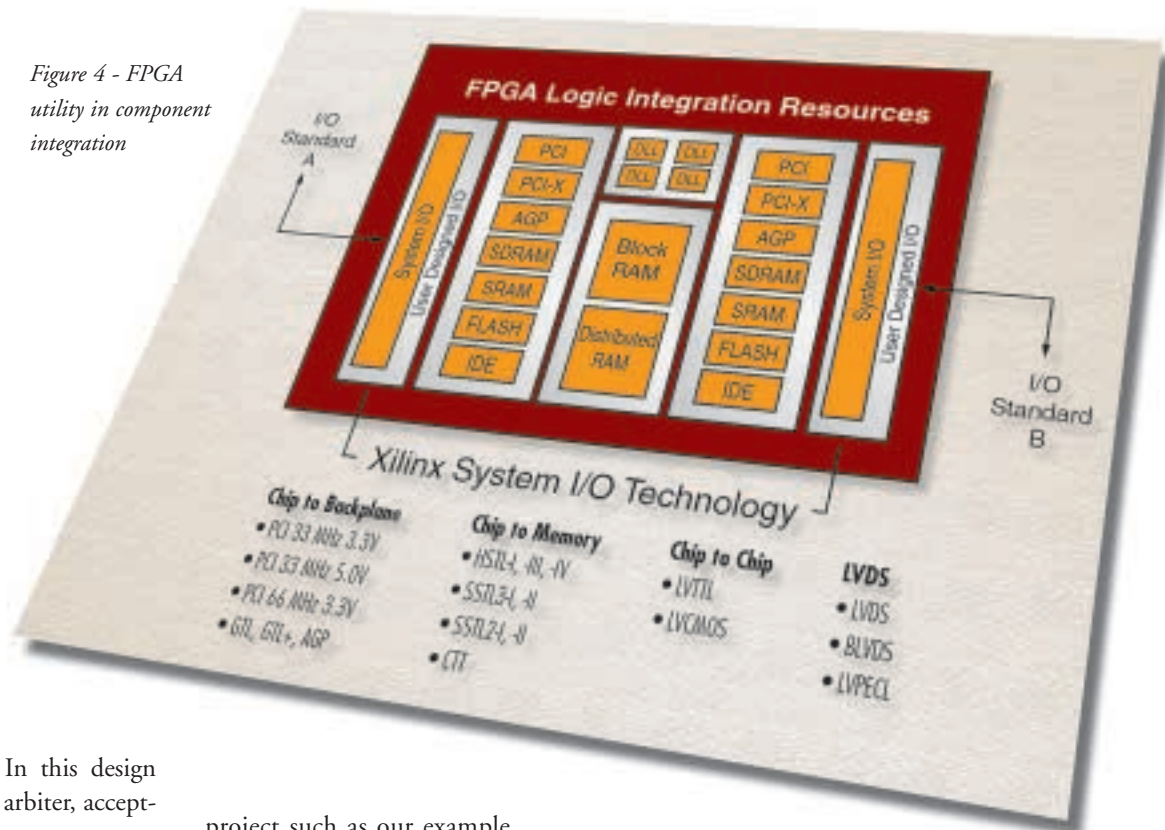 Figure 4 - FPGA
utility in component
integration
I/O
Standard
A
FPGA Logic Integration Resources
System I/O
User Designed I/O
PCI
PCI-X
AGP
SDRAM
SRAM
FLASH
IDE
DLL DLL
DLL DLL
Block
RAM
Distributed
RAM
PCI
PCI-X
AGP
SDRAM
SRAM
FLASH
IDE
System I/O
User Designed I/O
I/O
Standard
B
Xilinx System I/O Technology
Chip to Backplane
• PCI 33 MHz 3.3V
• PCI 33 MHz 5.0V
• PCI 66 MHz 3.3V
• GTL, GTL+, AGP
Chip to Memory
• HSTL-I, -III, -IV
• SSTL3-I, -II
• SSTL2-I, -II
• CTT
Chip to Chip
• LVTTL
• LVCMOS
LVDS
• LVDS
• BLVDS
• LVPECL
In this design
arbiter, accept-
project such as our example